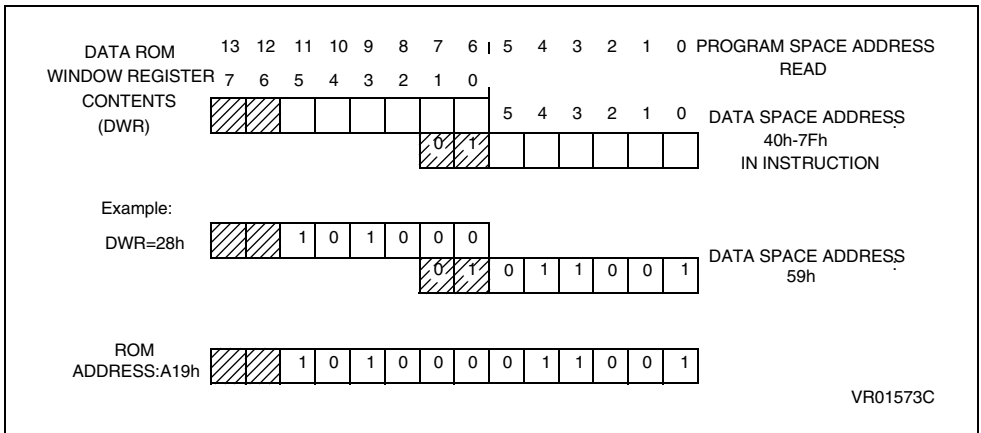 DATA ROM
WINDOW REGISTER
CONTENTS
(DWR)
13 12 11 10 9 8 7 6 5 4 3 2 1 0 PROGRAM SPACE ADDRESS
READ
7 6 5 4 3 2 1 0
5 4 3 2 1 0 DATA SPACE ADDRESS
0 1
40h-7Fh
IN INSTRUCTION
Example:
DWR=28h
1 0 1 0 0 0
0 1 0 1 1 0 0 1
DATA SPACE ADDRESS
59h
ROM
ADDRESS:A19h
1 0 1 0 0 0 0 1 1 0 0 1
VR01573C